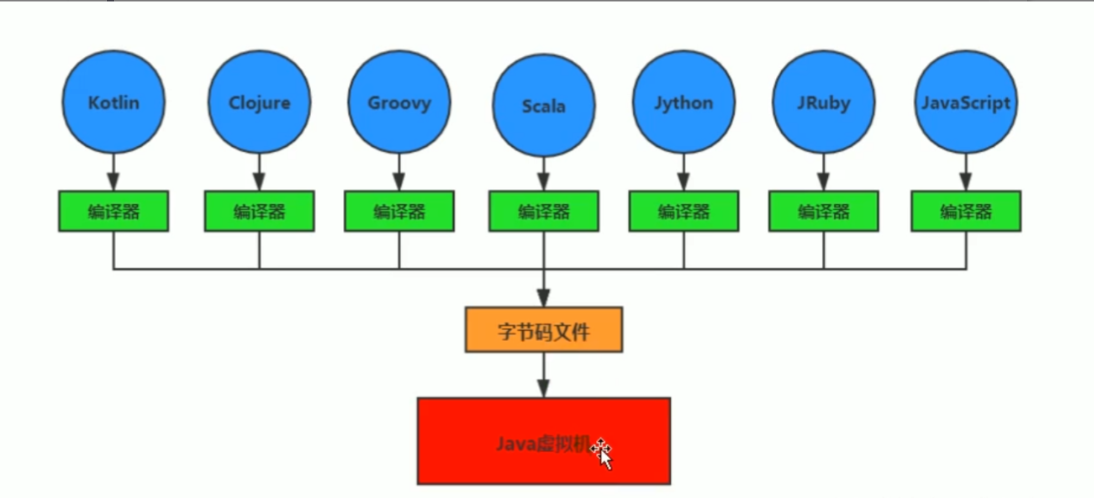 Kotlin
Clojure
Groovy
Scala
Jython
JRuby
JavaScript
编译器
编译器
编译器
编译器
编译器
编译器
编译器
字节码文件
Java虚拟机